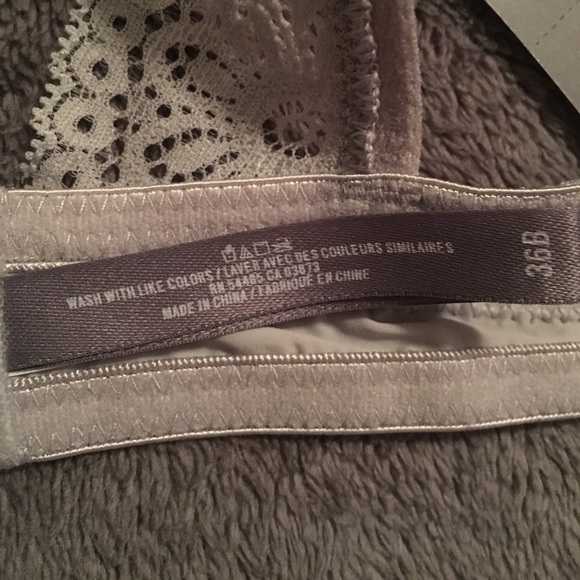 WASH WITH LIKE COLORS / LAVER AVEC DES COULEURS SIMILAIRES
RN 54485 CA 03873
MADE IN CHINA / FABRIQUÉ EN CHINE
36B